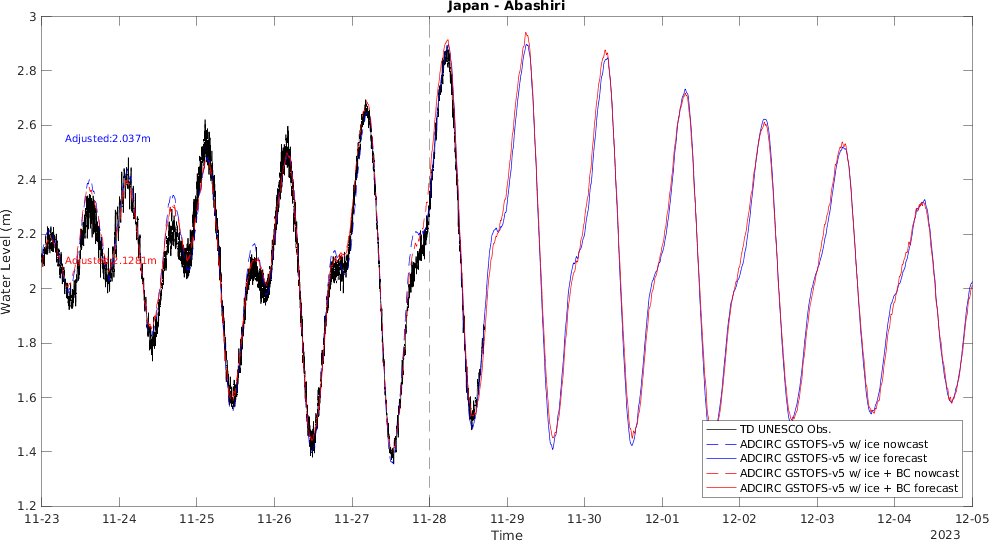 Japan - Abashiri
3
2.8
2.6
2.4
2.2
2
1.8
1.6
1.4
1.2
Water Level (m)
Adjusted:2.037m
Adjusted:2.1281m
TD UNESCO Obs.
ADCIRC GSTOFS-v5 w/ ice nowcast
ADCIRC GSTOFS-v5 w/ ice forecast
ADCIRC GSTOFS-v5 w/ ice + BC nowcast
ADCIRC GSTOFS-v5 w/ ice + BC forecast
11-23 11-24 11-25 11-26 11-27 11-28 11-29 11-30 12-01 12-02 12-03 12-04 12-05
Time
2023